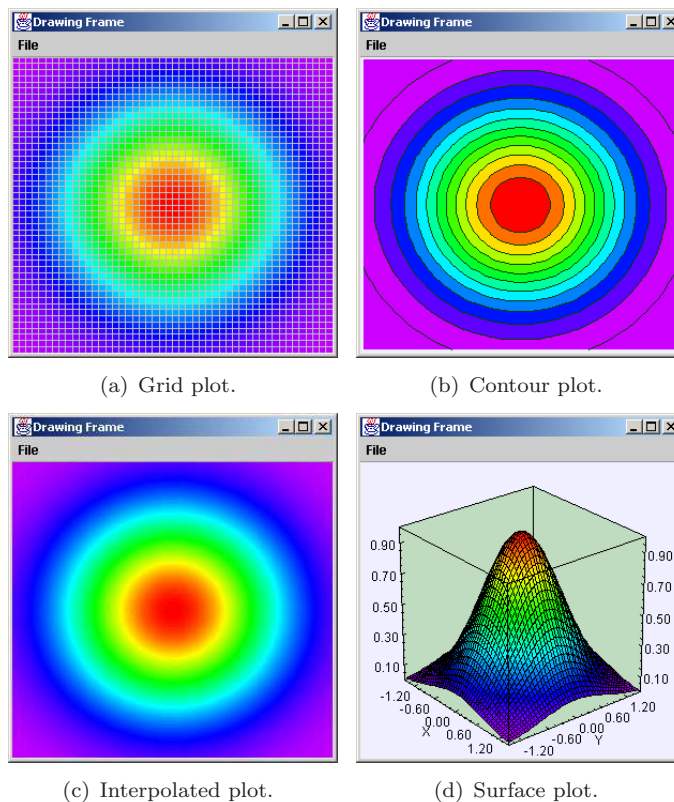 Drawing Frame
File
(a) Grid plot.
Drawing Frame
File
(b) Contour plot.
Drawing Frame
File
(c) Interpolated plot.
Drawing Frame
File
0.90
0.70
0.50
0.30
0.10
0.90
0.70
0.50
0.30
0.10
-1.20
-0.60
0.00
0.60
1.20
X
-1.20
-0.60
0.00
0.60
1.20
Y
(d) Surface plot.